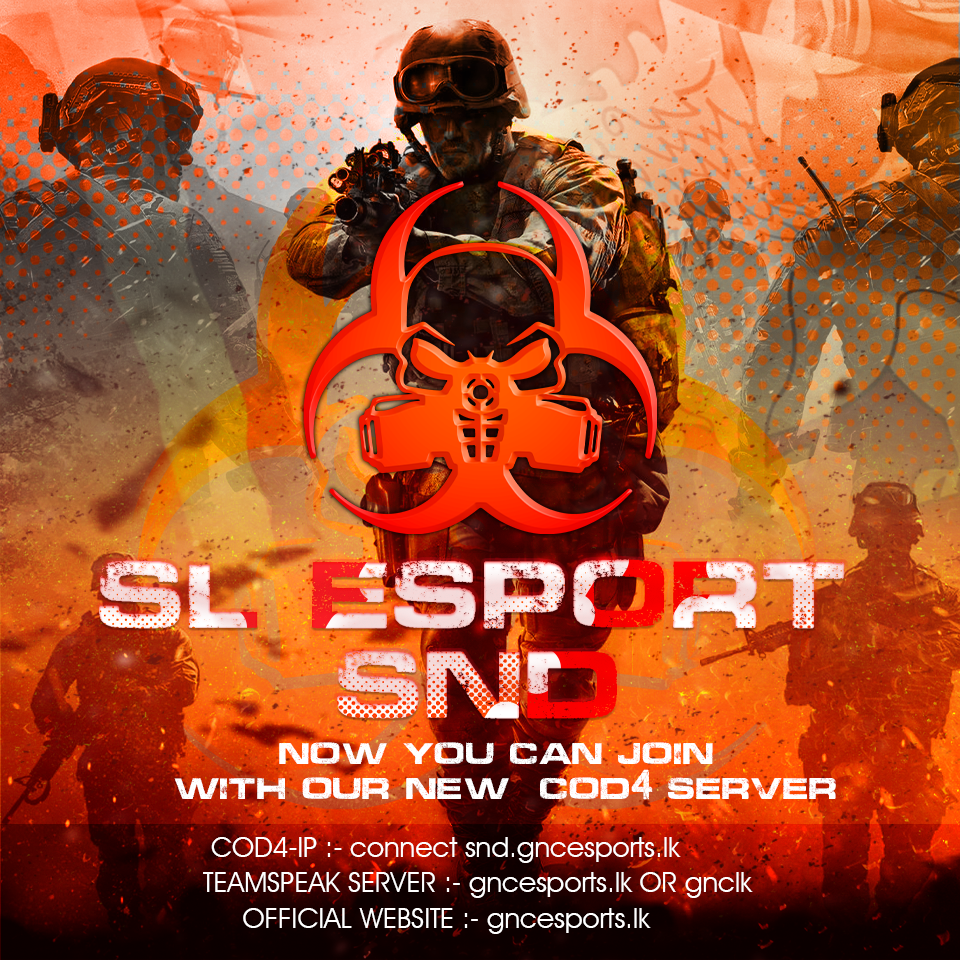 SL ESPORT
SND
NOW YOU CAN JOIN
WITH OUR NEW COD4 SERVER
COD4-IP :- connect snd.gncesports.lk
TEAMSPEAK SERVER :- gncesports.lk OR gnclk
OFFICIAL WEBSITE :- gncesports.lk